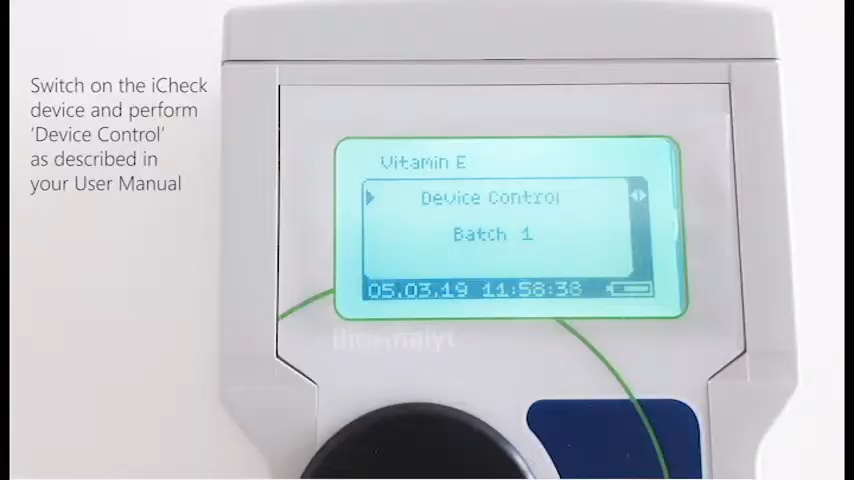 Switch on the iCheck
device and perform
‘Device Control’
as described in
your User Manual
Vitamin E
Device Control
Batch 1
05.03.19 11:58:38